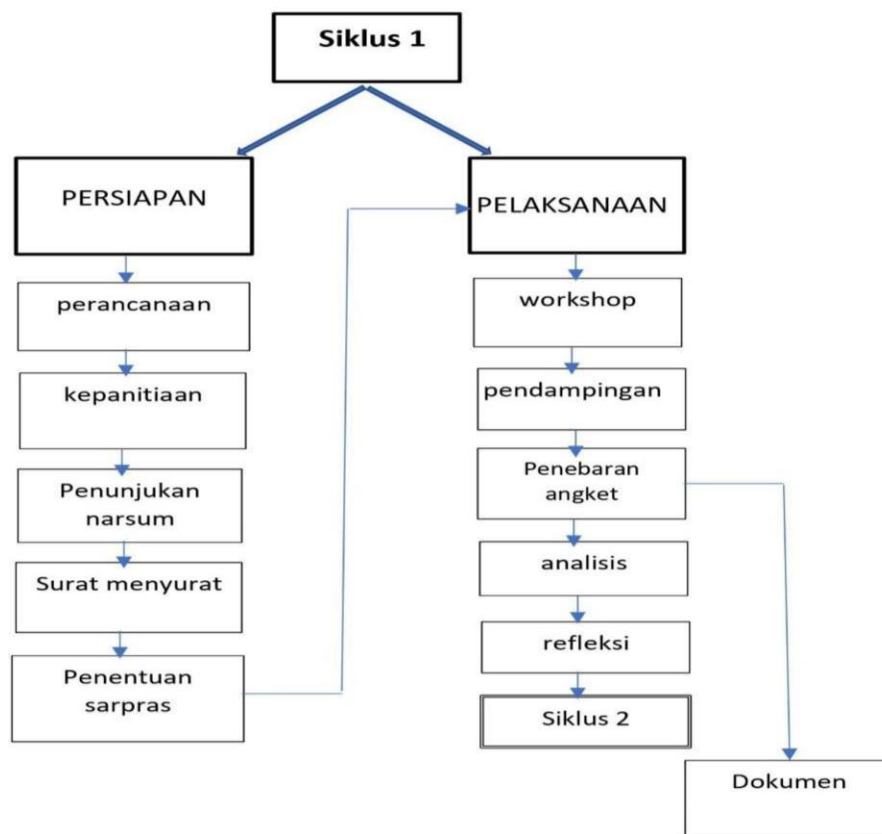 Siklus 1
PERSIAPAN
perancanaan
kepanitiaan
Penunjukan
narsum
Surat menyurat
Penentuan
sarpras
PELAKSANAAN
workshop
pendampingan
Penebaran
angket
analisis
refleksi
Siklus 2
Dokumen